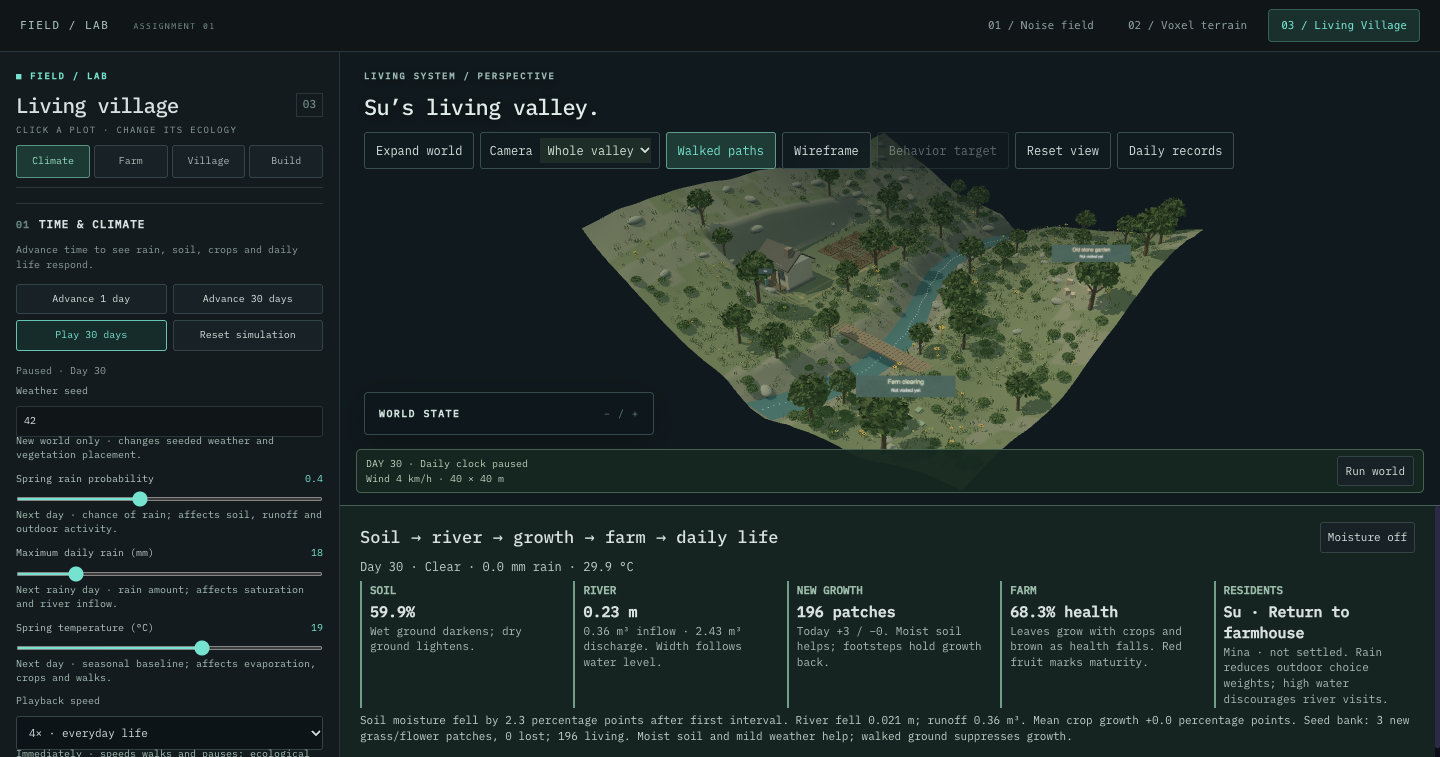 FIELD / LAB
ASSIGNMENT 01
01 / Noise field
02 / Voxel terrain
03 / Living Village
FIELD / LAB
Living village
03
CLICK A PLOT · CHANGE ITS ECOLOGY
Climate
Farm
Village
Build
01 TIME & CLIMATE
Advance time to see rain, soil, crops and daily
life respond.
Advance 1 day
Advance 30 days
Play 30 days
Reset simulation
Paused · Day 30
Weather seed
42
New world only · changes seeded weather and
vegetation placement.
Spring rain probability
0.4
Next day · chance of rain; affects soil, runoff and
outdoor activity.
Maximum daily rain (mm)
18
Next rainy day · rain amount; affects saturation
and river inflow.
Spring temperature (°C)
19
Next day · seasonal baseline; affects evaporation,
crops and walks.
Playback speed
4× · everyday life
Immediately · speeds walks and pauses; ecological
LIVING SYSTEM / PERSPECTIVE
Su’s living valley.
Expand world
Camera
Whole valley
Walked paths
Wireframe
Behavior target
Reset view
Daily records
Old stone garden
Not visited yet
Fern clearing
Not visited yet
WORLD STATE
− / +
DAY 30 · Daily clock paused
Wind 4 km/h · 40 × 40 m
Run world
Soil → river → growth → farm → daily life
Moisture off
Day 30 · Clear · 0.0 mm rain · 29.9 °C
SOIL
59.9%
Wet ground darkens; dry
ground lightens.
RIVER
0.23 m
0.36 m³ inflow · 2.43 m³
discharge. Width follows
water level.
NEW GROWTH
196 patches
Today +3 / −0. Moist soil
helps; footsteps hold growth
back.
FARM
68.3% health
Leaves grow with crops and
brown as health falls. Red
fruit marks maturity.
RESIDENTS
Su · Return to
farmhouse
Mina · not settled. Rain
reduces outdoor choice
weights; high water
discourages river visits.
Soil moisture fell by 2.3 percentage points after first interval. River fell 0.021 m; runoff 0.36 m³. Mean crop growth +0.0 percentage points. Seed bank: 3 new
grass/flower patches, 0 lost; 196 living. Moist soil and mild weather help; walked ground suppresses growth.